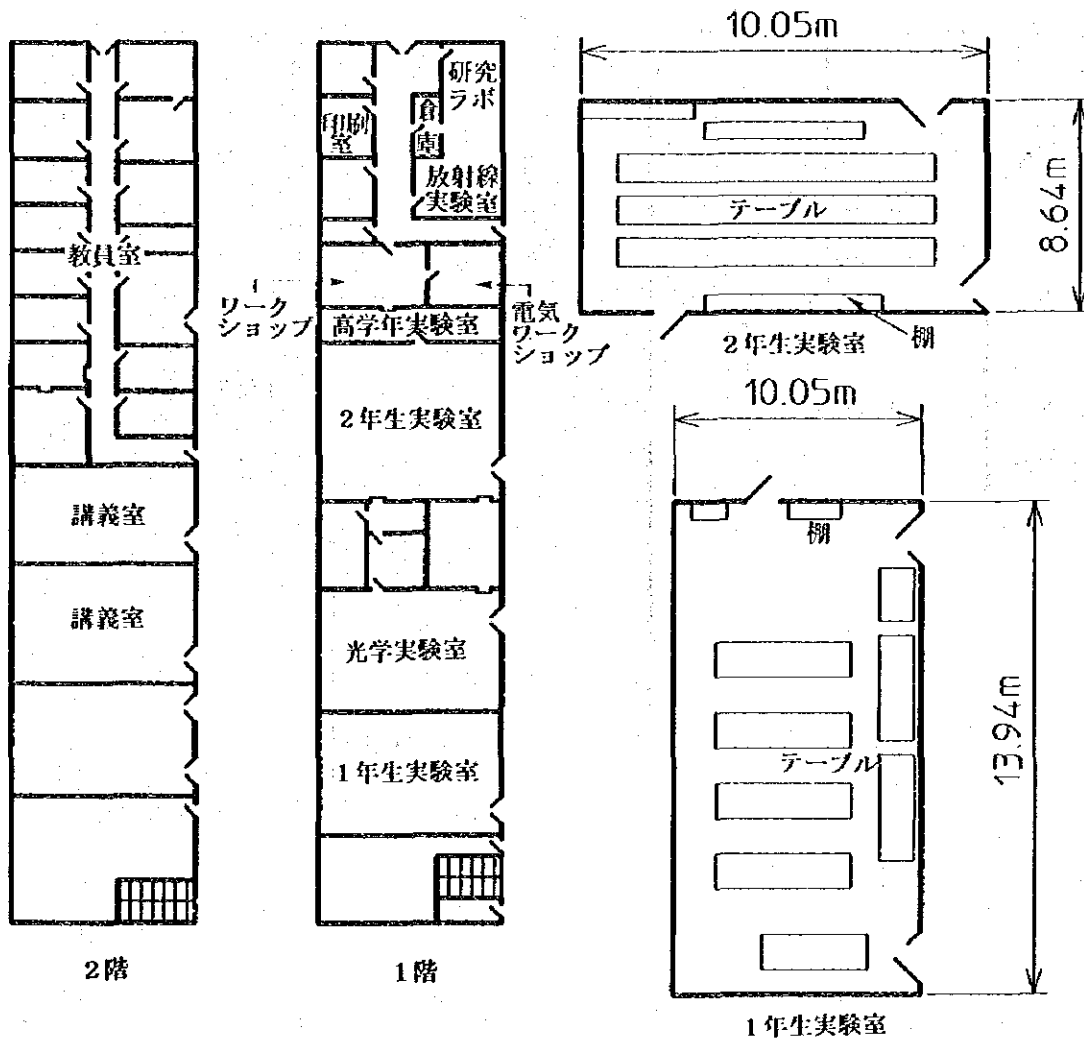 教員室
講義室
講義室
2階
研究
ラボ
倉
庫
印刷
室
放射線
実験室
ワーク
ショップ
電気
ワーク
ショップ
高学年実験室
2年生実験室
光学実験室
1年生実験室
1階
10.05m
8.64m
テーブル
棚
2年生実験室
10.05m
棚
テーブル
13.94m
1年生実験室